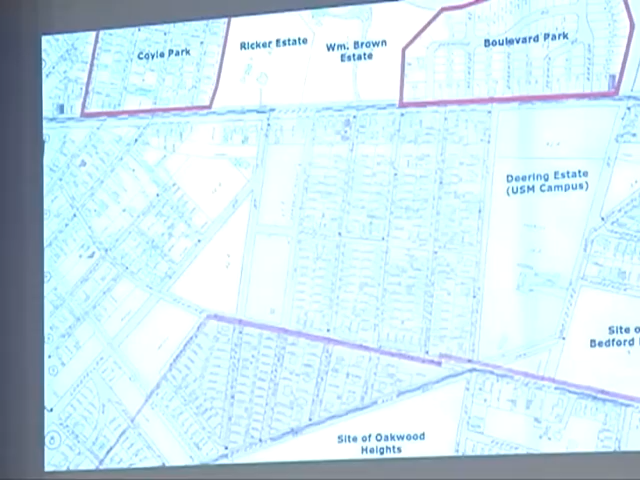 Coyle Park
Ricker Estate
Wm. Brown
Estate
Boulevard Park
Deering Estate
(USM Campus)
Site o
Bedford
Site of Oakwood
Heights